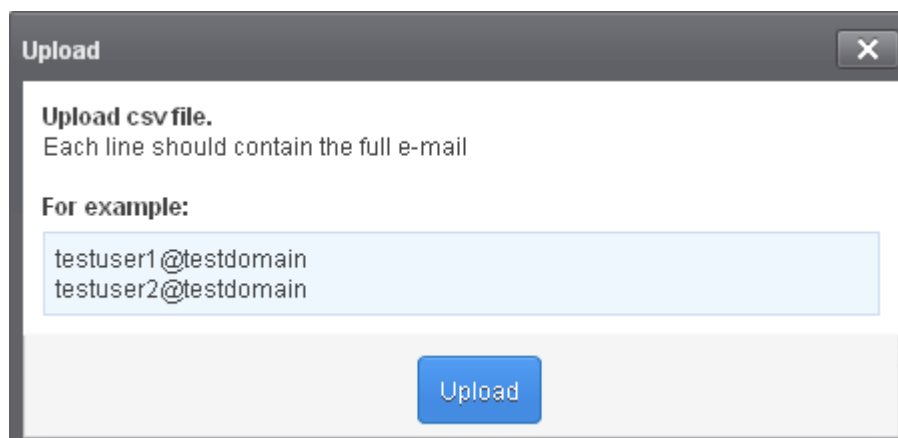 Upload
Upload csv file.
Each line should contain the full e-mail
For example:
testuser1@testdomain
testuser2@testdomain
Upload